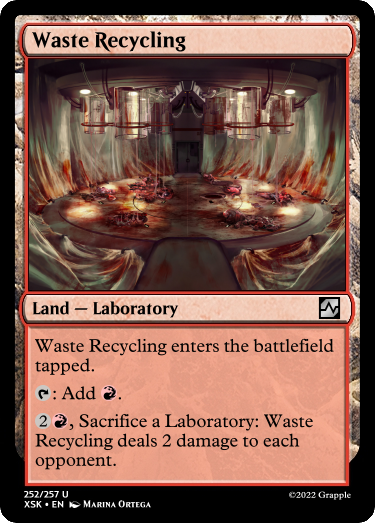 Waste Recycling
Land — Laboratory
Waste Recycling enters the battlefield
tapped.
: Add .
2, Sacrifice a Laboratory: Waste
Recycling deals 2 damage to each
opponent.
252/257 U
XSK • EN Marina Ortega
©2022 Grapple